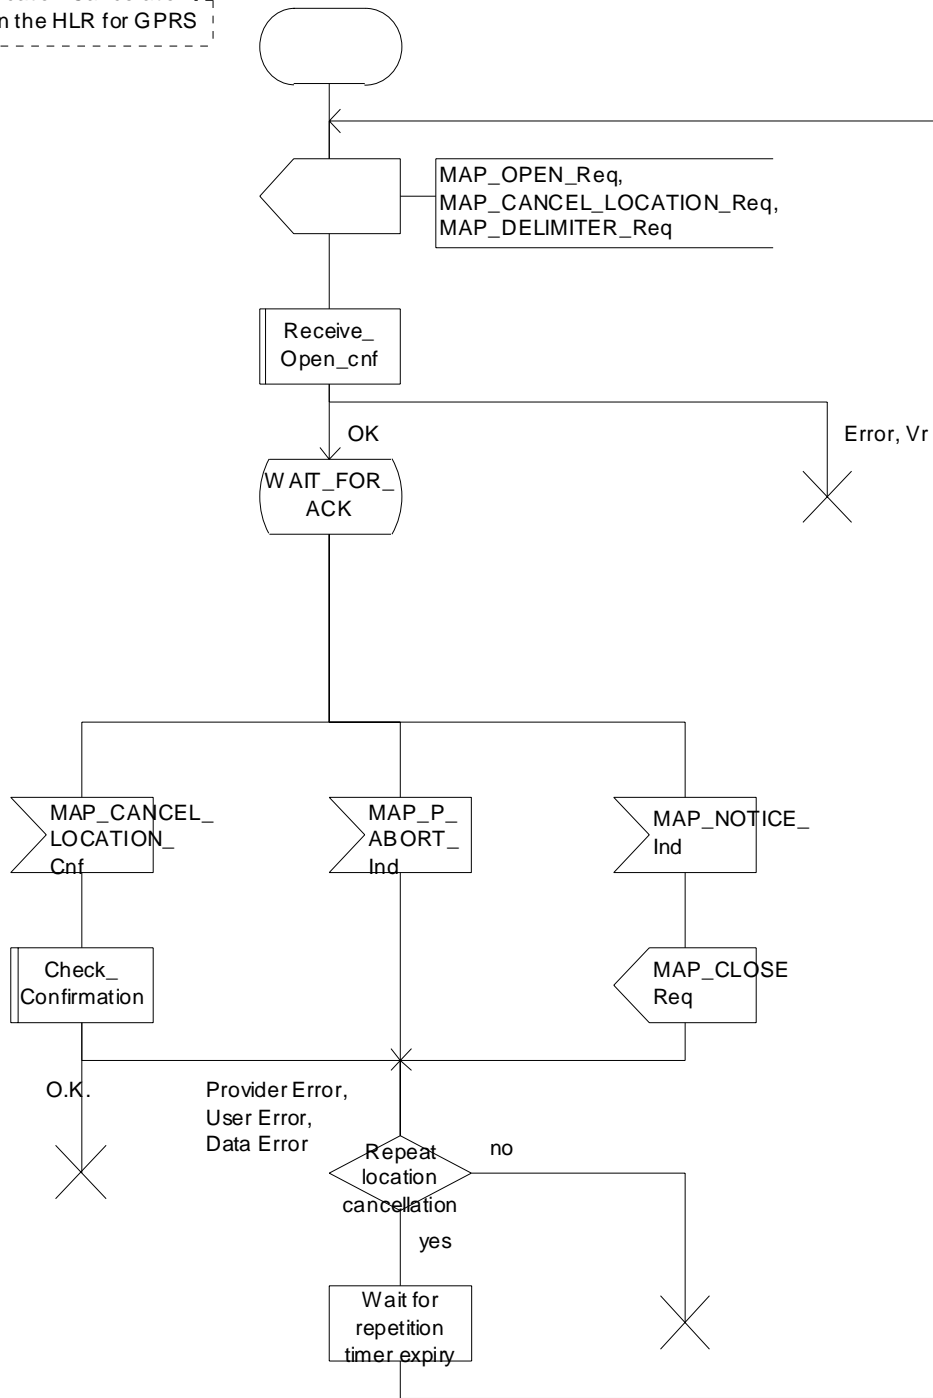 n the HLR for GPRS
MAP_OPEN_Req,
MAP_CANCEL_LOCATION_Req,
MAP_DELIMITER_Req
Receive_
Open_cnf
OK
Error, Vr
WAIT_FOR_
ACK
MAP_CANCEL_
LOCATION_
Cnf
MAP_P_
ABORT_
Ind
MAP_NOTICE_
Ind
Check_
Confirmation
MAP_CLOSE
Req
O.K.
Provider Error,
User Error,
Data Error
Repeat
location
cancellation
no
yes
Wait for
repetition
timer expiry